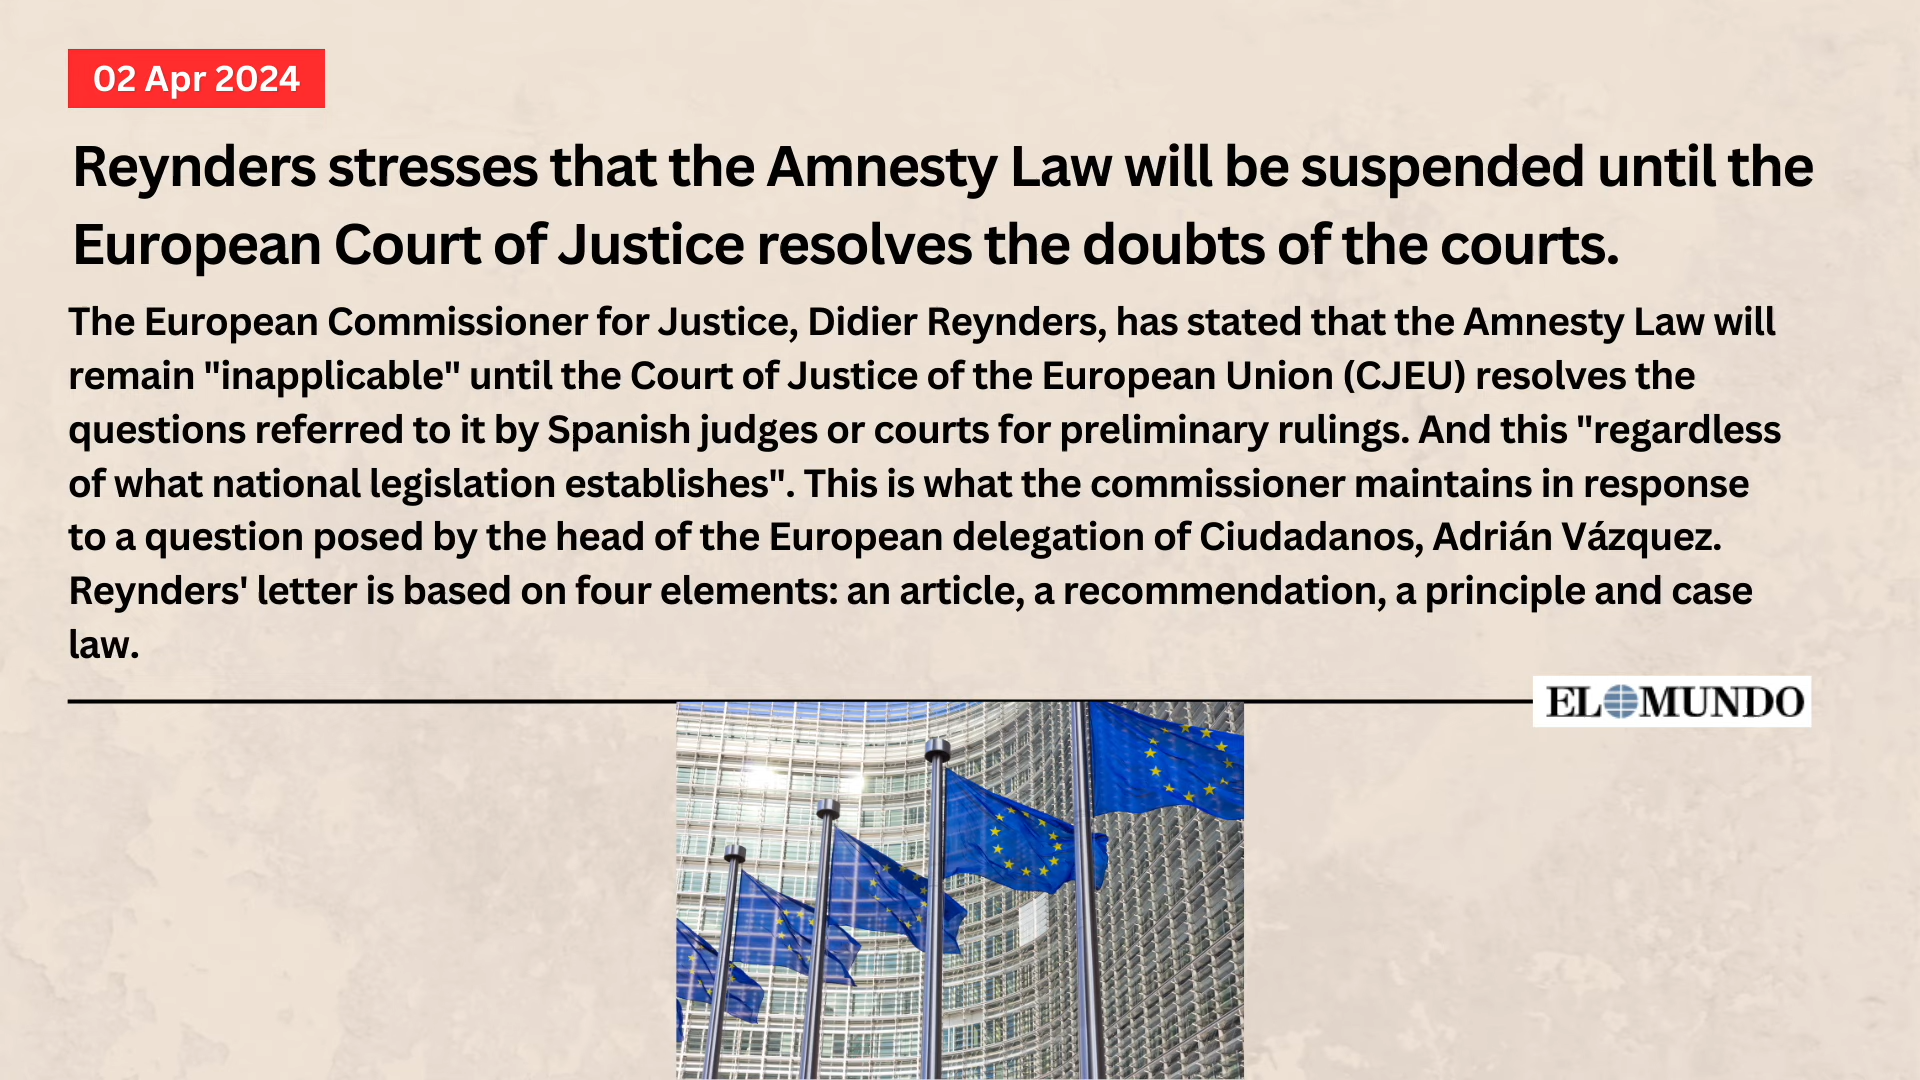 02 Apr 2024
Reynders stresses that the Amnesty Law will be suspended until the
European Court of Justice resolves the doubts of the courts.
The European Commissioner for Justice, Didier Reynders, has stated that the Amnesty Law will
remain "inapplicable" until the Court of Justice of the European Union (CJEU) resolves the
questions referred to it by Spanish judges or courts for preliminary rulings. And this "regardless
of what national legislation establishes". This is what the commissioner maintains in response
to a question posed by the head of the European delegation of Ciudadanos, Adrián Vázquez.
Reynders' letter is based on four elements: an article, a recommendation, a principle and case
law.
EL MUNDO